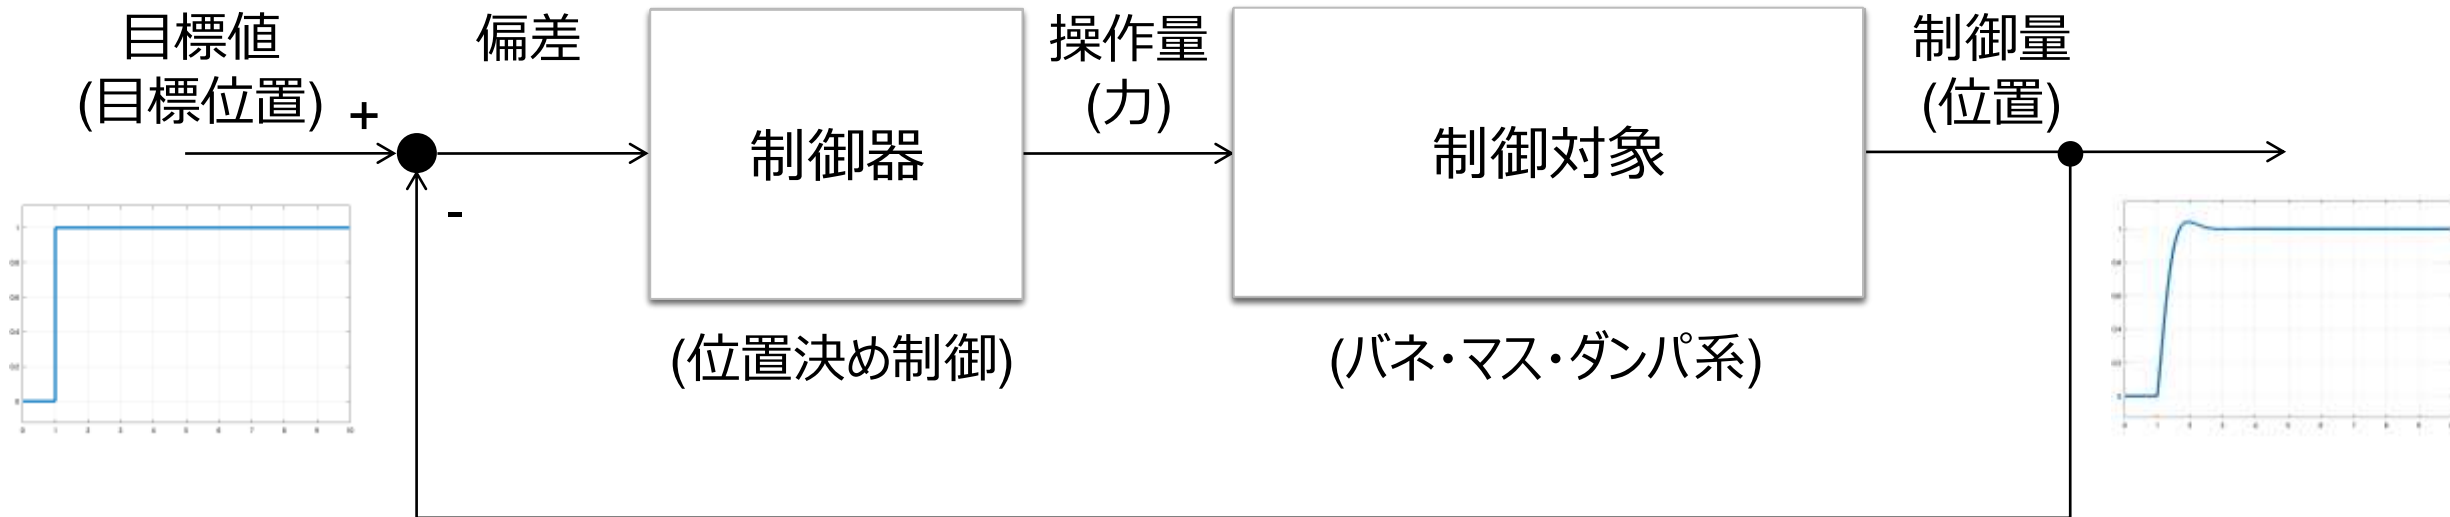 目標値
(目標位置)
+
-
偏差
制御器
(位置決め制御)
操作量
(力)
制御対象
(バネ・マス・ダンパ系)
制御量
(位置)